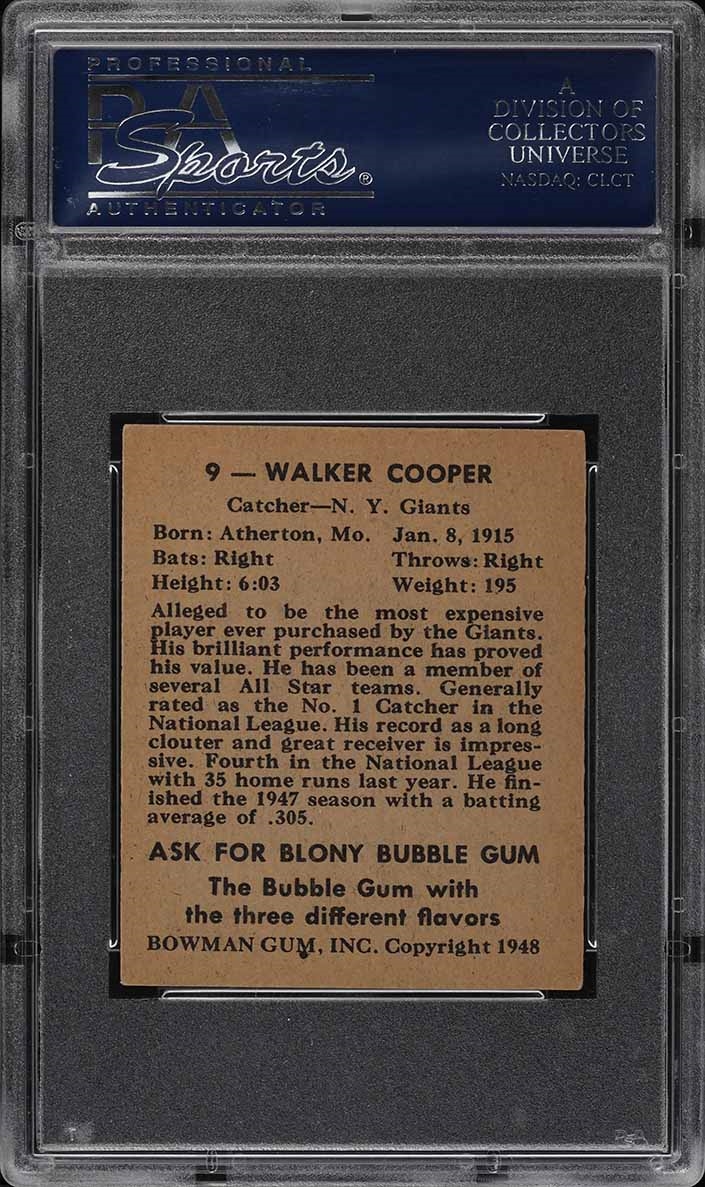 PROFESSIONAL
PSA
Sports®
AUTHENTICATOR
A
DIVISION OF
COLLECTORS
UNIVERSE
NASDAQ: CLCT
9 — WALKER COOPER
Catcher—N. Y. Giants
Born: Atherton, Mo. Jan. 8, 1915
Bats: Right Throws: Right
Height: 6:03 Weight: 195
Alleged to be the most expensive
player ever purchased by the Giants.
His brilliant performance has proved
his value. He has been a member of
several All Star teams. Generally
rated as the No. 1 Catcher in the
National League. His record as a long
clouter and great receiver is impres-
sive. Fourth in the National League
with 35 home runs last year. He fin-
ished the 1947 season with a batting
average of .305.
ASK FOR BLONY BUBBLE GUM
The Bubble Gum with
the three different flavors
BOWMAN GUM, INC. Copyright 1948
PSA